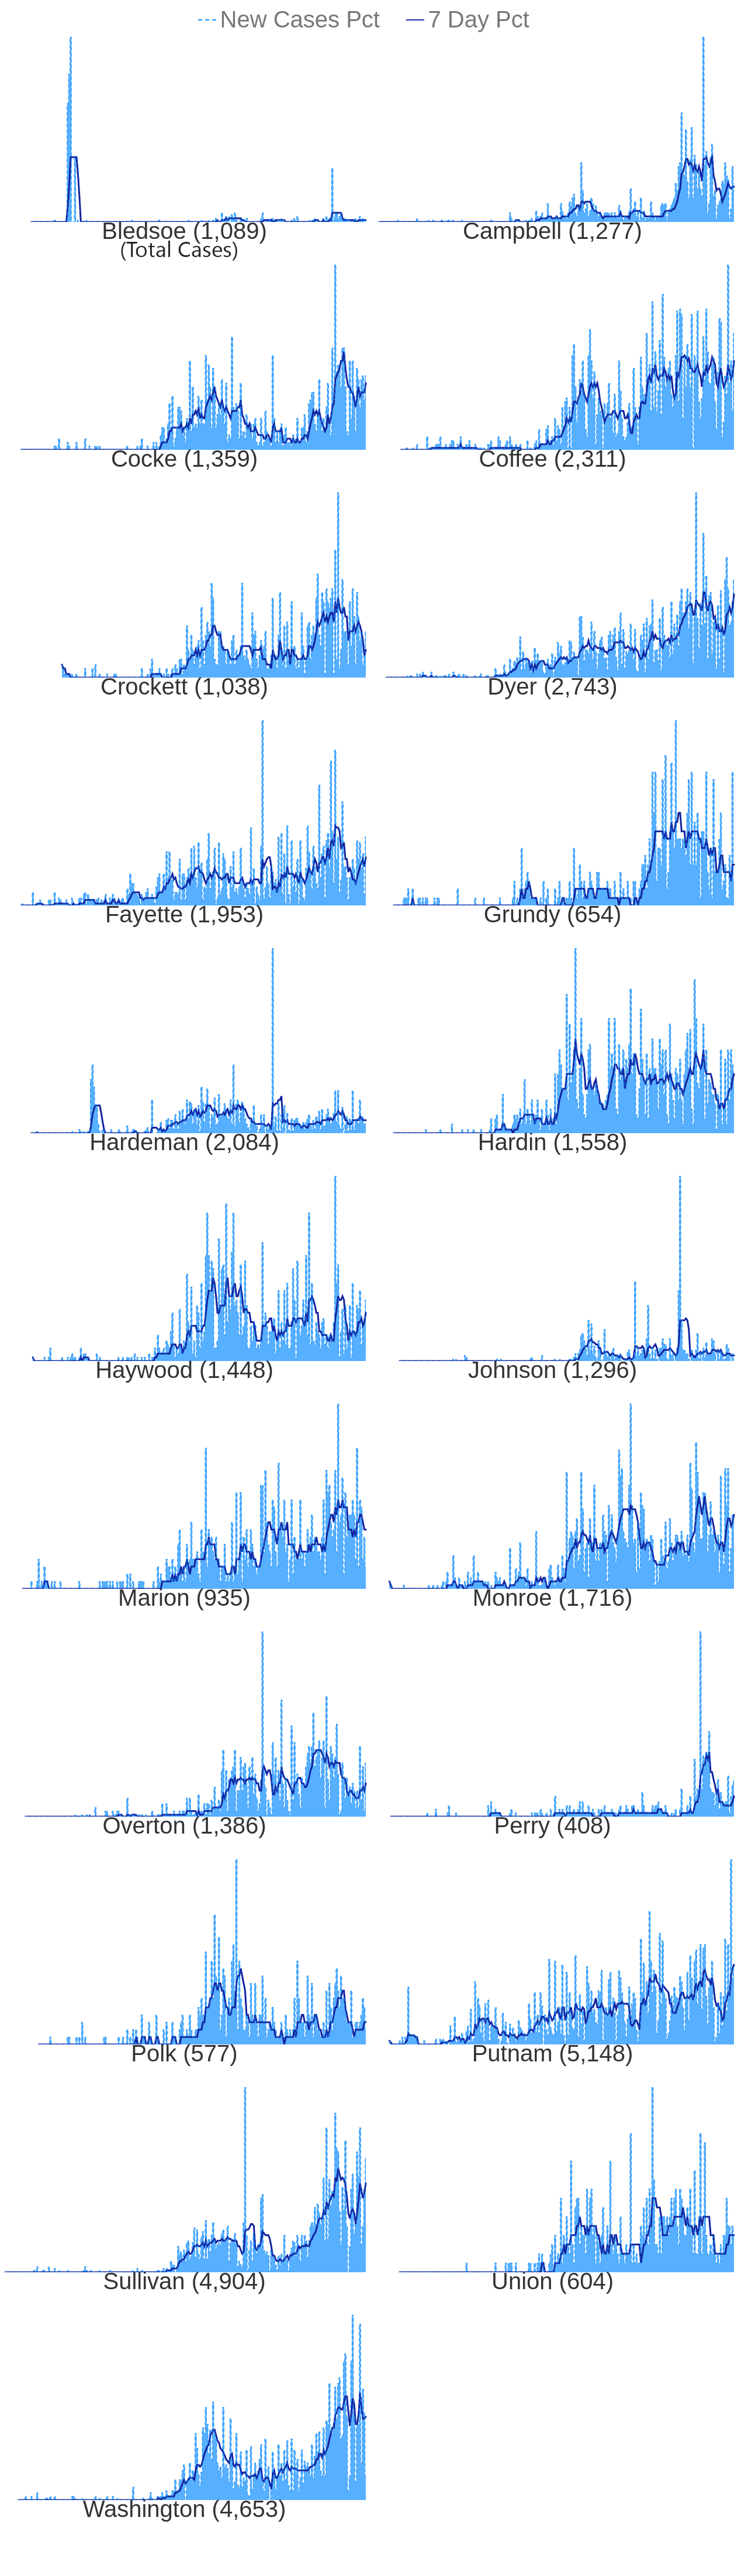 New Cases Pct 7 Day Pct
Bledsoe (1,089) Campbell (1,277)
(Total Cases)
Cocke (1,359) Coffee (2,311)
Crockett (1,038) Dyer (2,743)
Fayette (1,953) Grundy (654)
Hardeman (2,084) Hardin (1,558)
Haywood (1,448) Johnson (1,296)
Marion (935) Monroe (1,716)
Overton (1,386) Perry (408)
Polk (577) Putnam (5,148)
Sullivan (4,904) Union (604)
Washington (4,653)